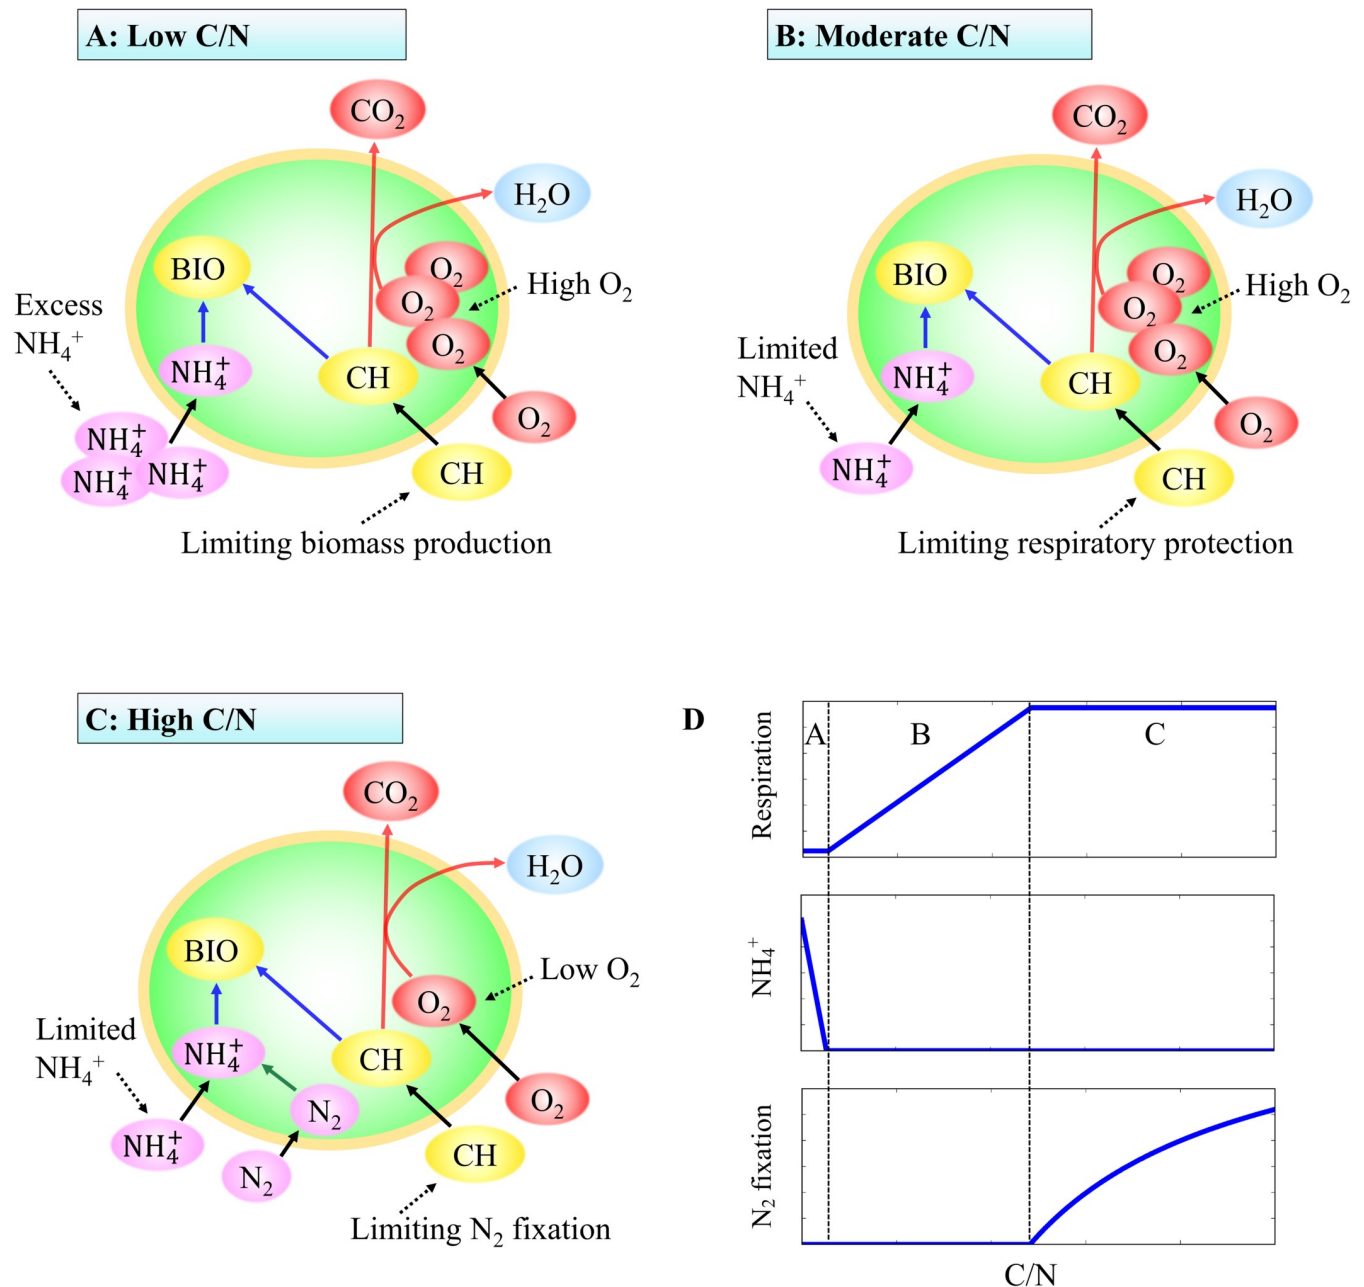 A: Low C/N
CO₂
H₂O
BIO
O₂
O₂
High O₂
Excess
NH₄⁺
O₂
NH₄⁺
CH
O₂
NH₄⁺
NH₄⁺
NH₄⁺
CH
Limiting biomass production
B: Moderate C/N
CO₂
H₂O
BIO
O₂
O₂
High O₂
Limited
NH₄⁺
O₂
NH₄⁺
CH
O₂
NH₄⁺
CH
Limiting respiratory protection
C: High C/N
CO₂
H₂O
BIO
Low O₂
O₂
Limited
NH₄⁺
NH₄⁺
CH
N₂
O₂
NH₄⁺
N₂
CH
Limiting N₂ fixation
D
Respiration
A
B
C
NH₄⁺
N₂ fixation
C/N